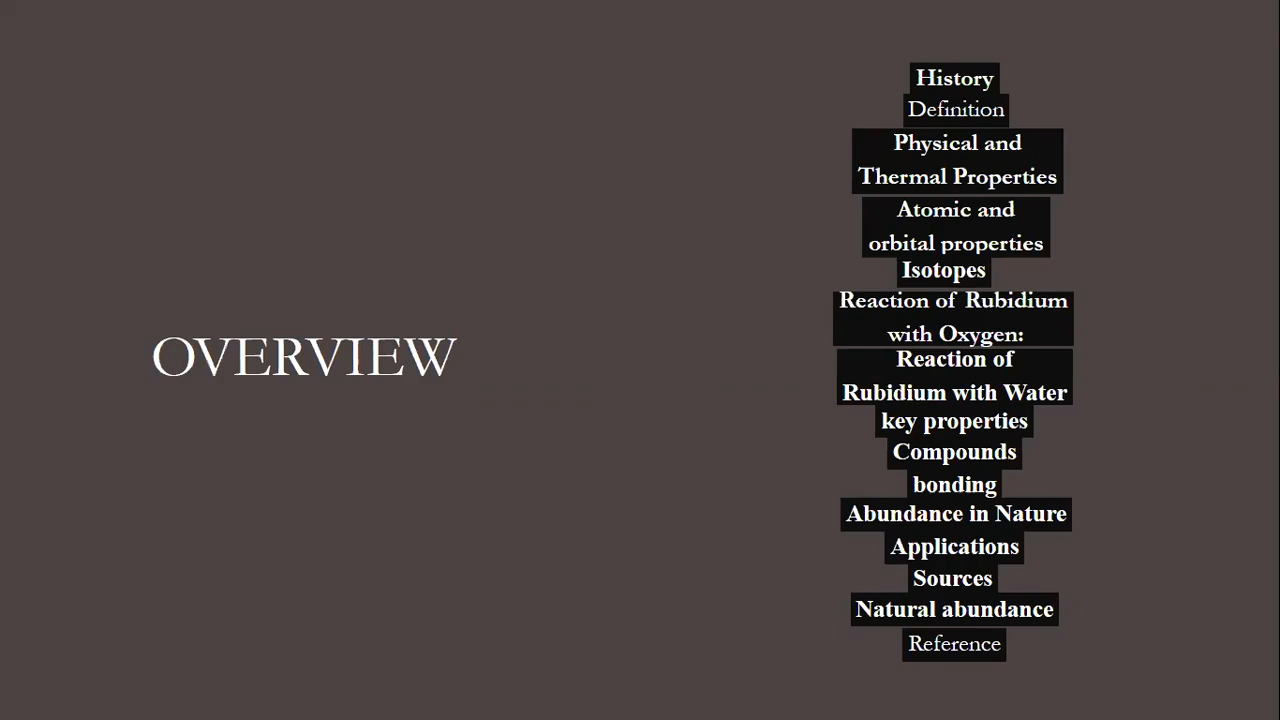 OVERVIEW
History
Definition
Physical and
Thermal Properties
Atomic and
orbital properties
Isotopes
Reaction of Rubidium
with Oxygen:
Reaction of
Rubidium with Water
key properties
Compounds
bonding
Abundance in Nature
Applications
Sources
Natural abundance
Reference